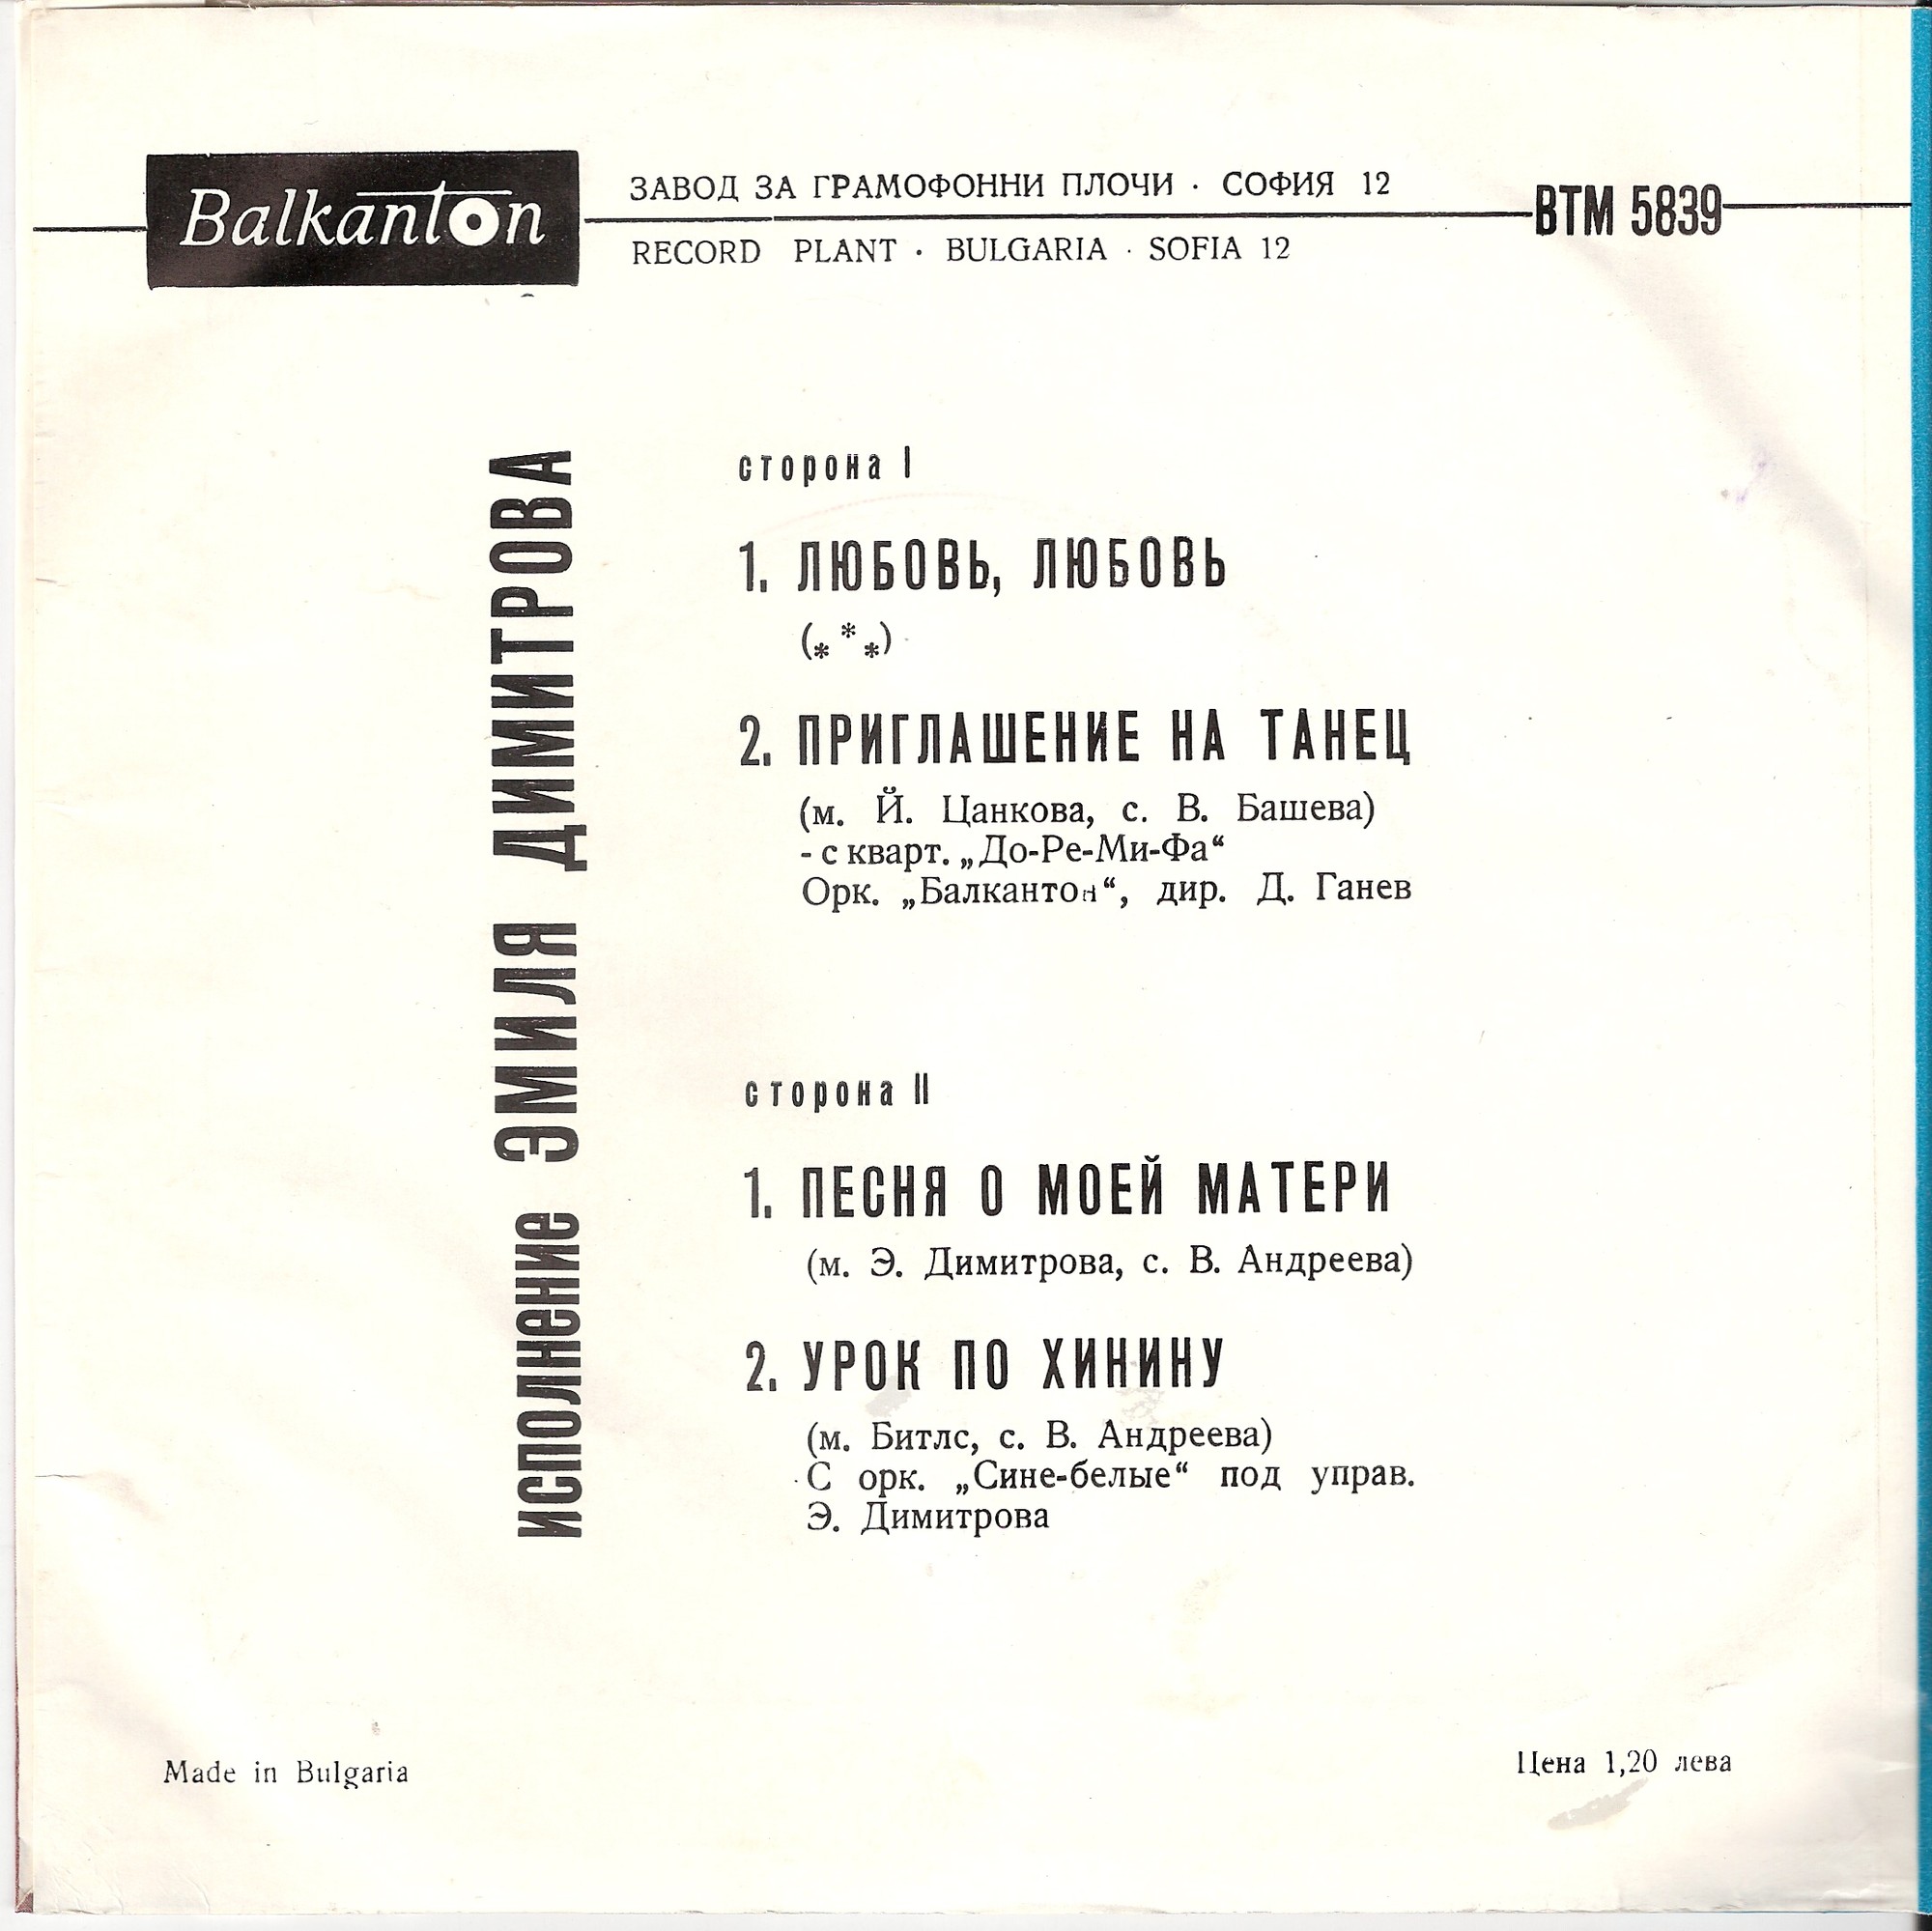 Balkanton
ЗАВОД ЗА ГРАМОФОННИ ПЛОЧИ · СОФИЯ 12
RECORD PLANT · BULGARIA · SOFIA 12
ВТМ 5839
исполнение ЭМИЛЯ ДИМИТРОВА
сторона I
1. ЛЮБОВЬ, ЛЮБОВЬ
(***)
2. ПРИГЛАШЕНИЕ НА ТАНЕЦ
(м. Й. Цанкова, с. В. Башева)
- с кварт. „До-Ре-Ми-Фа“
Орк. „Балкантон“, дир. Д. Ганев
сторона II
1. ПЕСНЯ О МОЕЙ МАТЕРИ
(м. Э. Димитрова, с. В. Андреева)
2. УРОК ПО ХИНИНУ
(м. Битлс, с. В. Андреева)
С орк. „Сине-белые“ под управ.
Э. Димитрова
Made in Bulgaria
Цена 1,20 лева